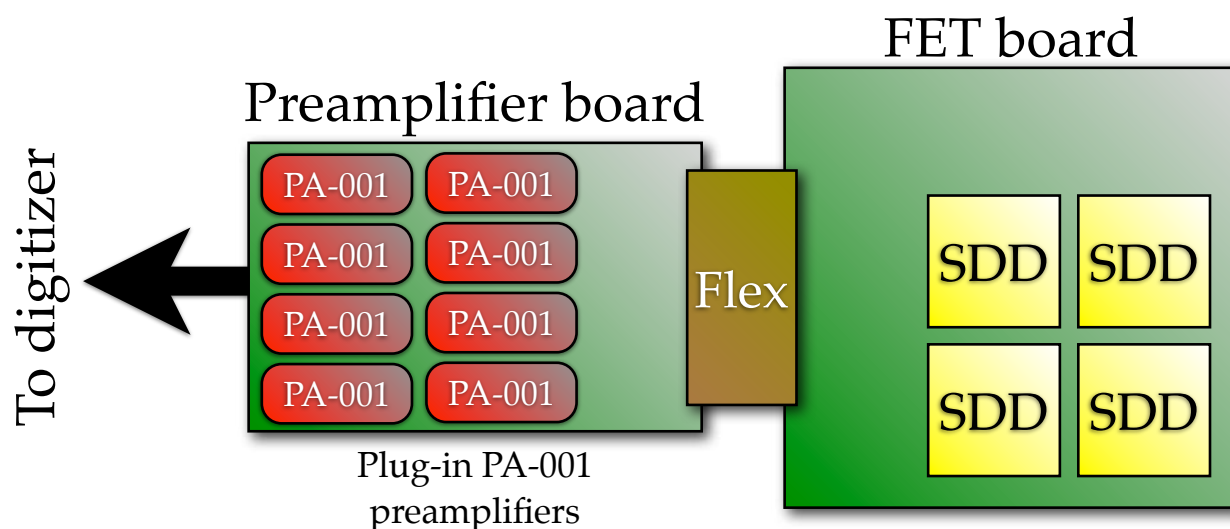 FET board
Preamplifier board
To digitizer
PA-001 PA-001
PA-001 PA-001
PA-001 PA-001
PA-001 PA-001
Flex
SDD SDD
SDD SDD
Plug-in PA-001
preamplifiers